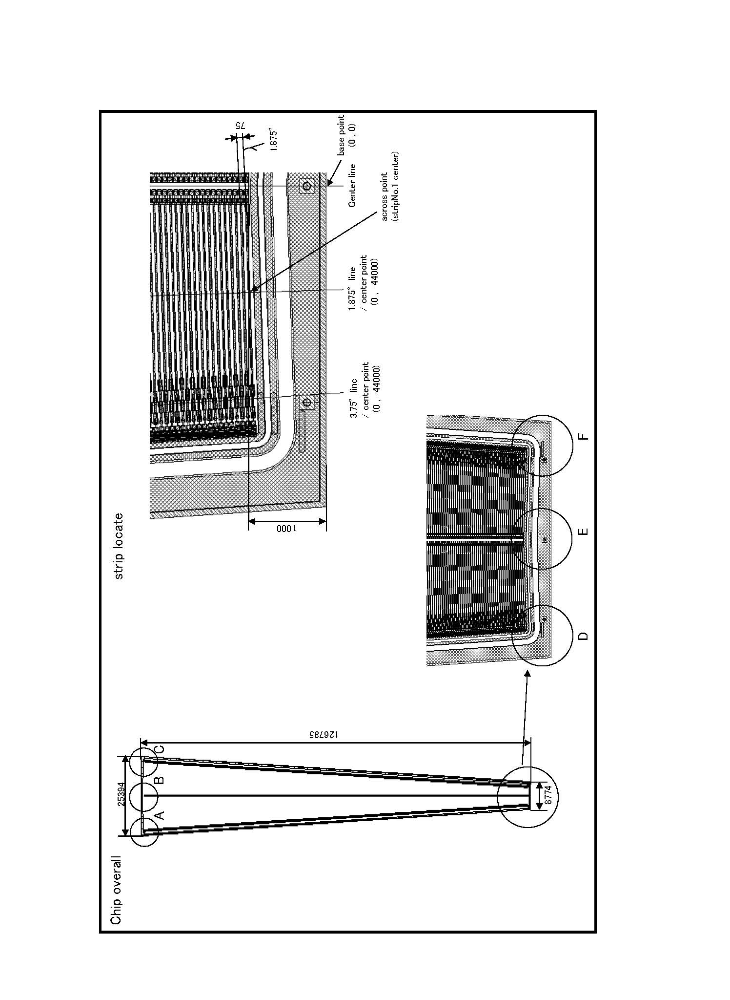 Chip overall
25394
A
B
C
126785
8774
strip locate
75
1.875°
base point
(0 , 0)
Center line
across point
(stripNo.1 center)
1.875° line
/ center point
(0 , -44000)
3.75° line
/ center point
(0 , -44000)
1000
D
E
F